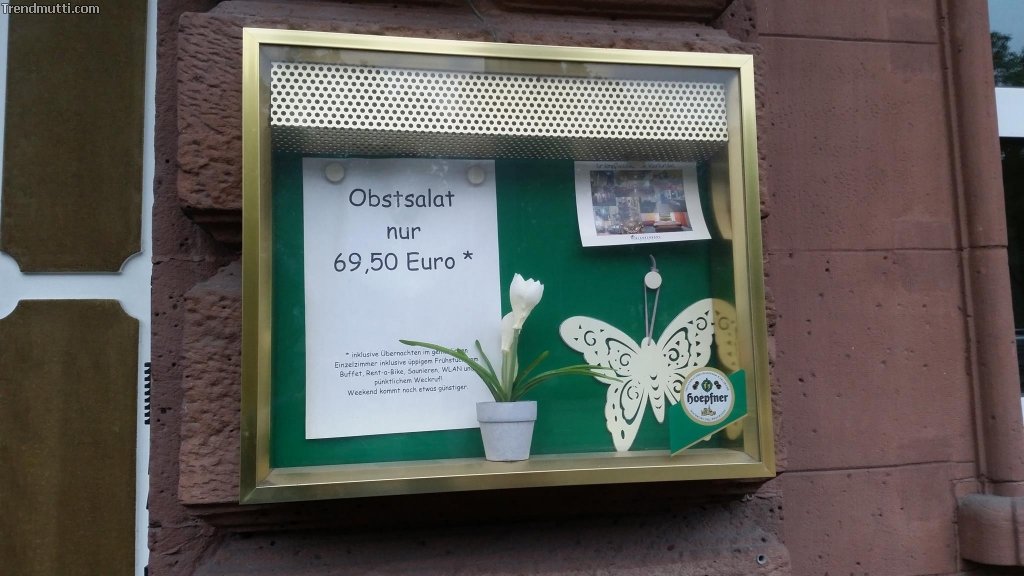 Trendmutti.com
Obstsalat
nur
69,50 Euro *
* inklusive Übernachten im
Einzelzimmer inklusive üppigem
Buffet, Rent-a-Bike, Saunieren, WLAN und
pünktlichem Weckruf!
Weekend kommt noch etwas günstiger.
Hoepfner